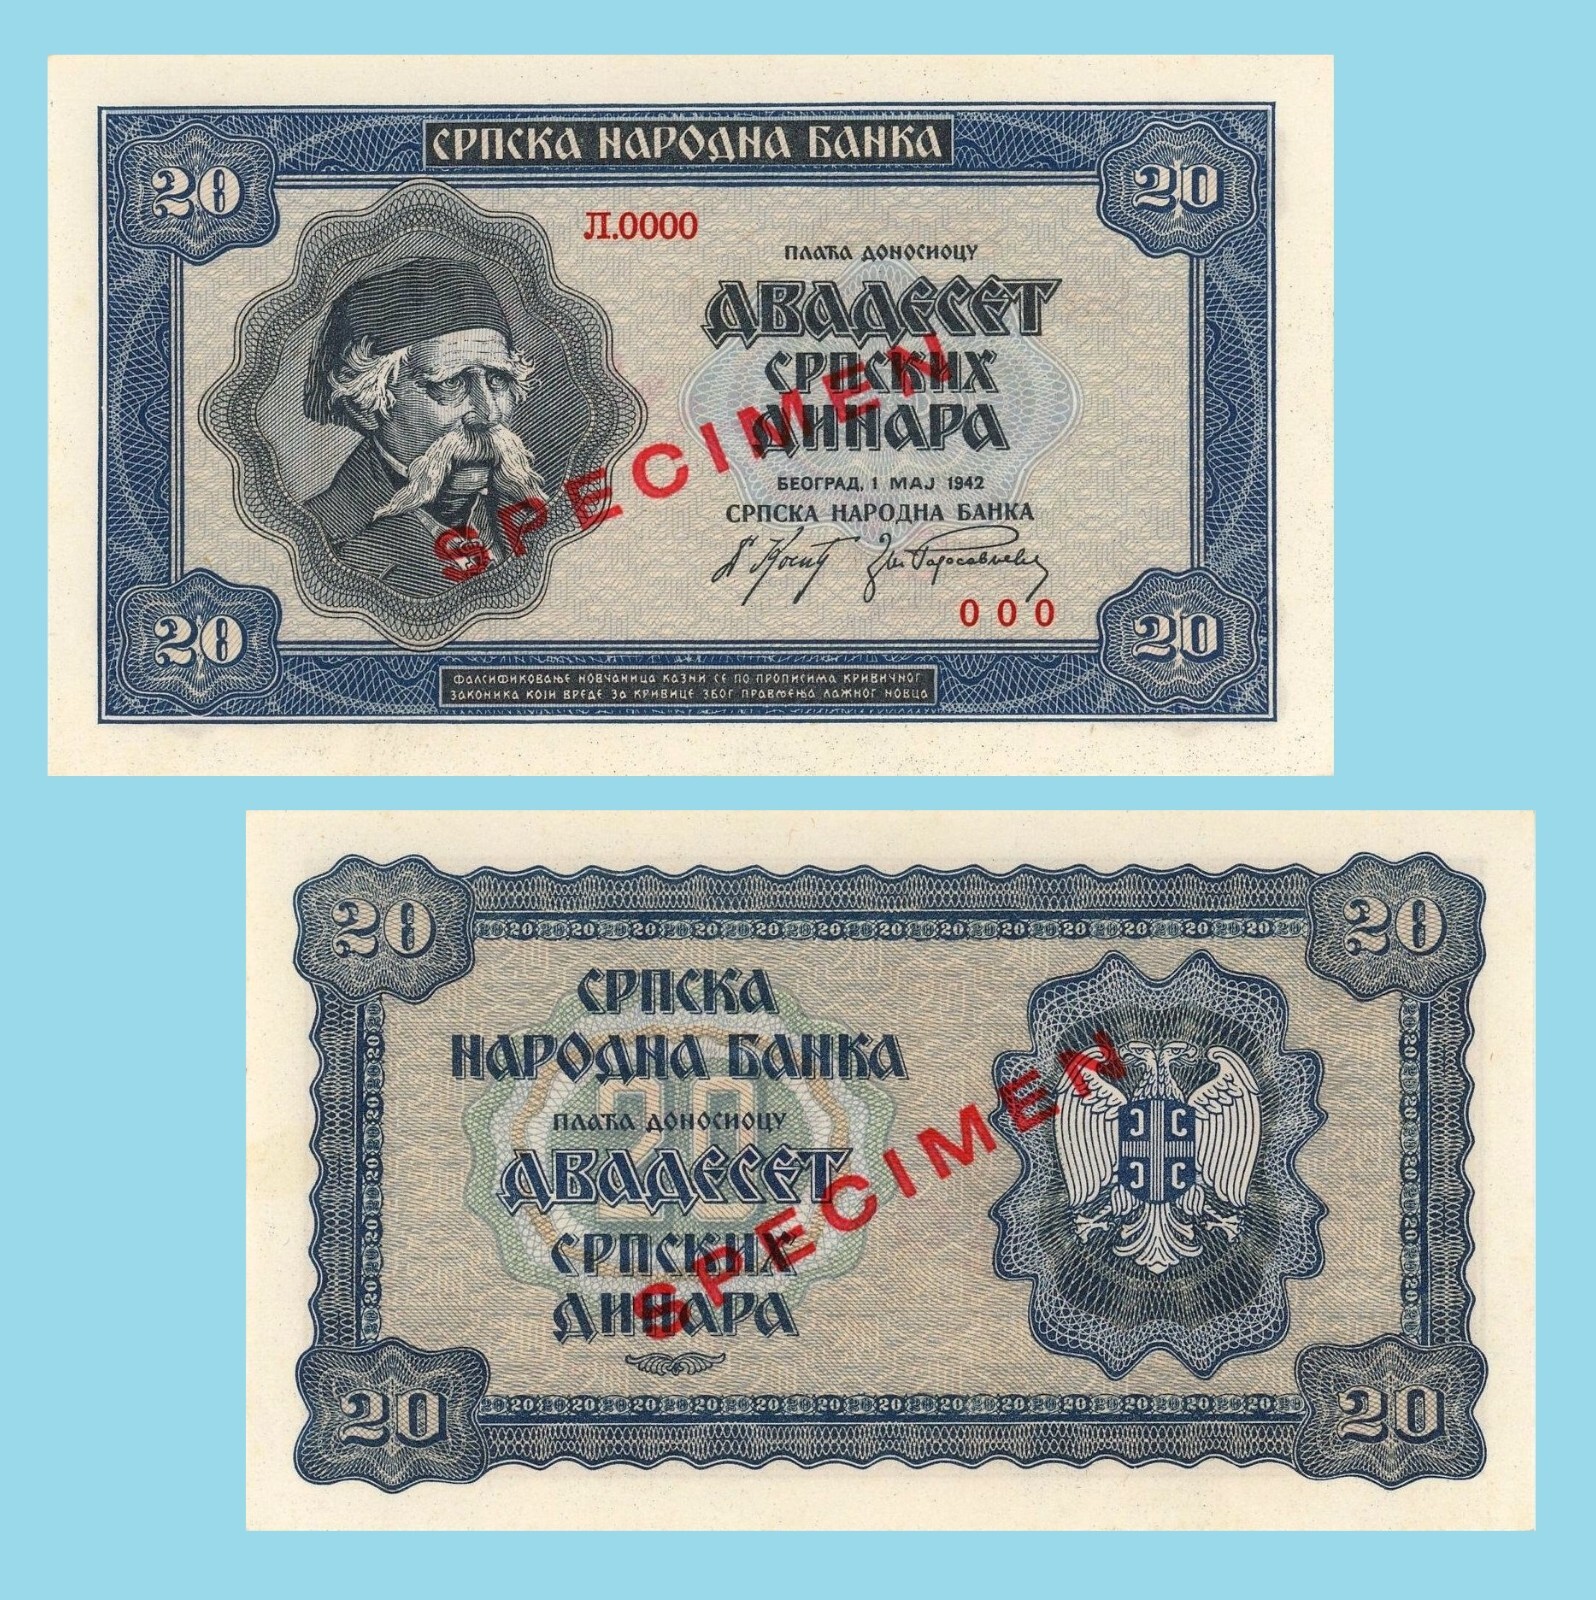 СРПСКА НАРОДНА БАНКА
20
20
Л.0000
ПЛАЋА ДОНОСИОЦУ
ДВАДЕСЕТ
СРПСКИХ
ДИНАРА
БЕОГРАД, 1 МАЈ 1942
СРПСКА НАРОДНА БАНКА
SPECIMEN
000
20
20
ФАЛСИФИКОВАЊЕ НОВЧАНИЦА КАЗНИ СЕ ПО ПРОПИСИМА КРИВИЧНОГ
ЗАКОНИКА КОЈИ ВРЕДЕ ЗА КРИВИЦЕ ЗБОГ ПРАВЉЕЊА ЛАЖНОГ НОВЦА
20
20
СРПСКА
НАРОДНА БАНКА
20
ПЛАЋА ДОНОСИОЦУ
ДВАДЕСЕТ
СРПСКИХ
ДИНАРА
SPECIMEN
20
20